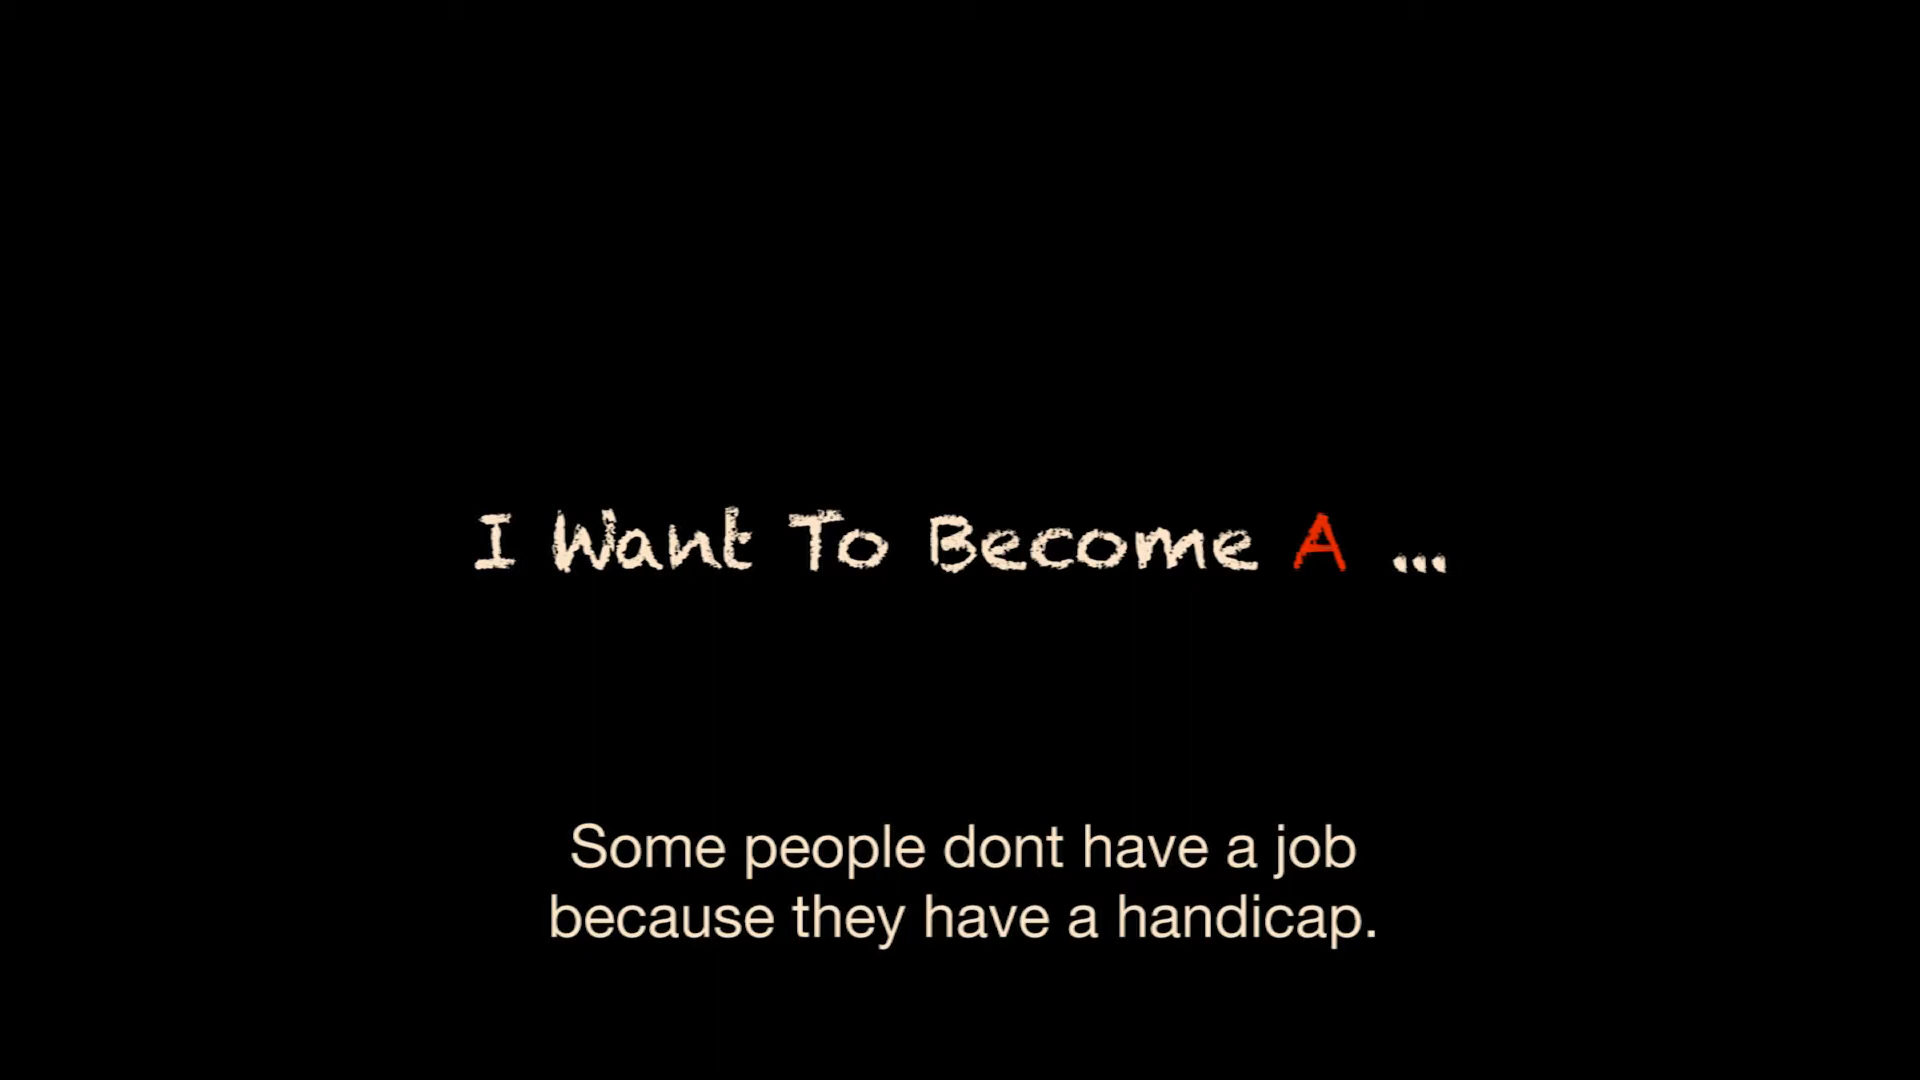 I Want To Become A ...
Some people dont have a job
because they have a handicap.